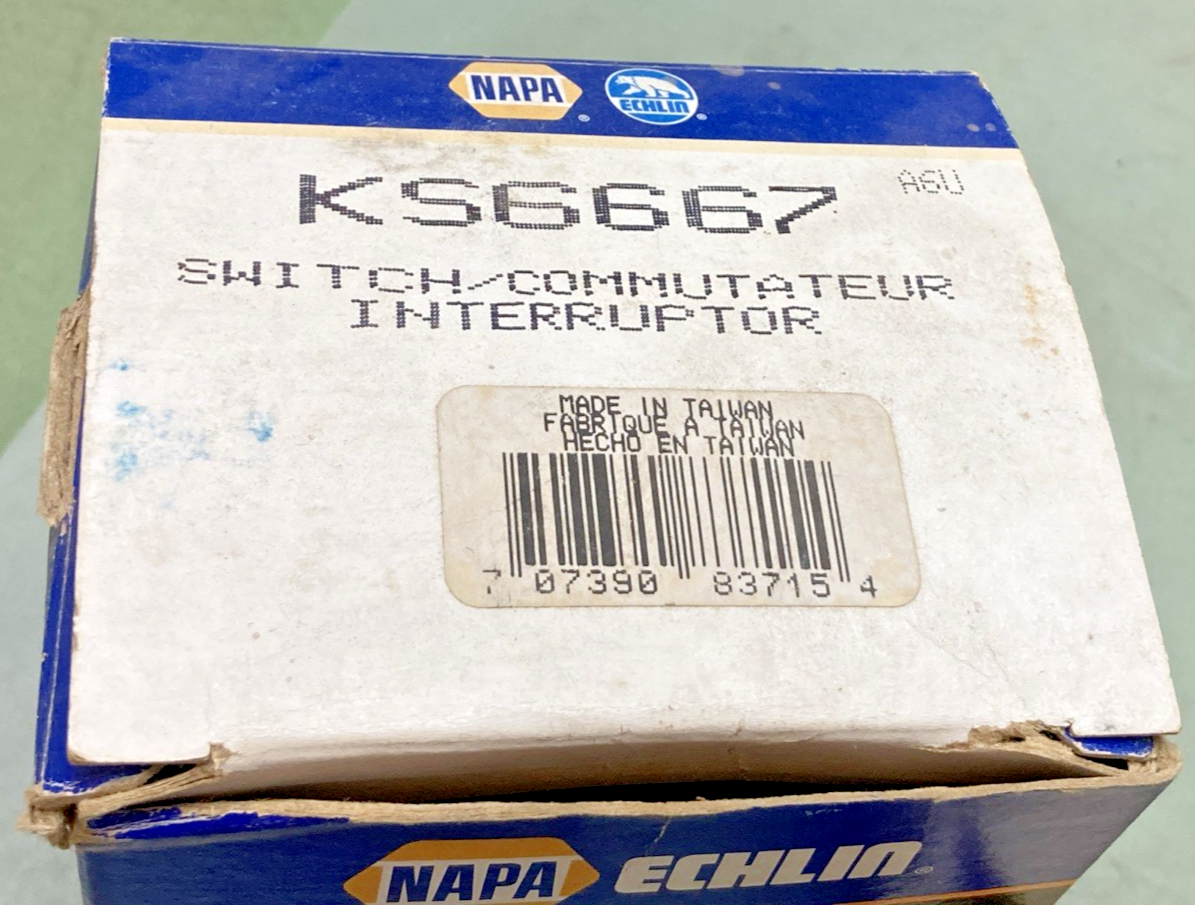 NAPA ® ECHLIN ®
KS6667 A6U
SWITCH/COMMUTATEUR
INTERRUPTOR
MADE IN TAIWAN
FABRIQUE A TAIWAN
HECHO EN TAIWAN
7 07390 83715 4
NAPA ECHLIN®